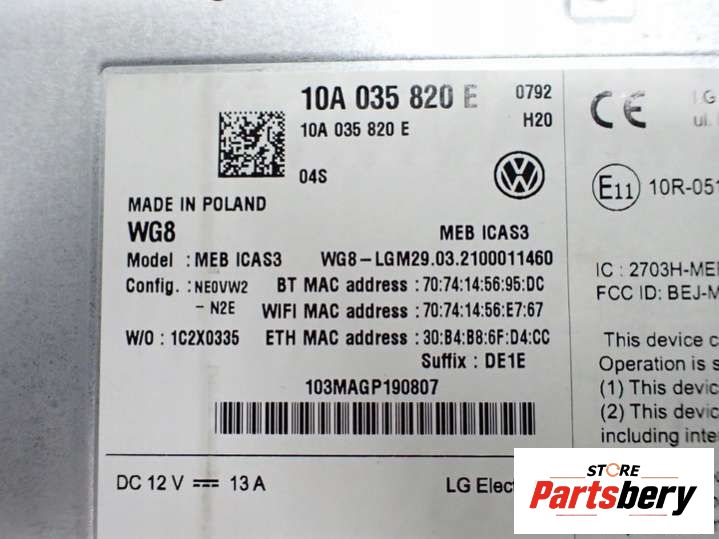 10A 035 820 E 0792
10A 035 820 E H20
04S
MADE IN POLAND
WG8 MEB ICAS3
Model : MEB ICAS3 WG8-LGM29.03.2100011460
Config. : NE0VW2 BT MAC address : 70:74:14:56:95:DC
- N2E WIFI MAC address : 70:74:14:56:E7:67
W/O : 1C2X0335 ETH MAC address : 30:B4:B8:6F:D4:CC
Suffix : DE1E
103MAGP190807
DC 12 V 13 A LG Elect
CE
ul.
E11 10R-051
IC : 2703H-ME
FCC ID: BEJ-M
This device c
Operation is s
(1) This devic
(2) This devic
including inte
STORE
Partsbery